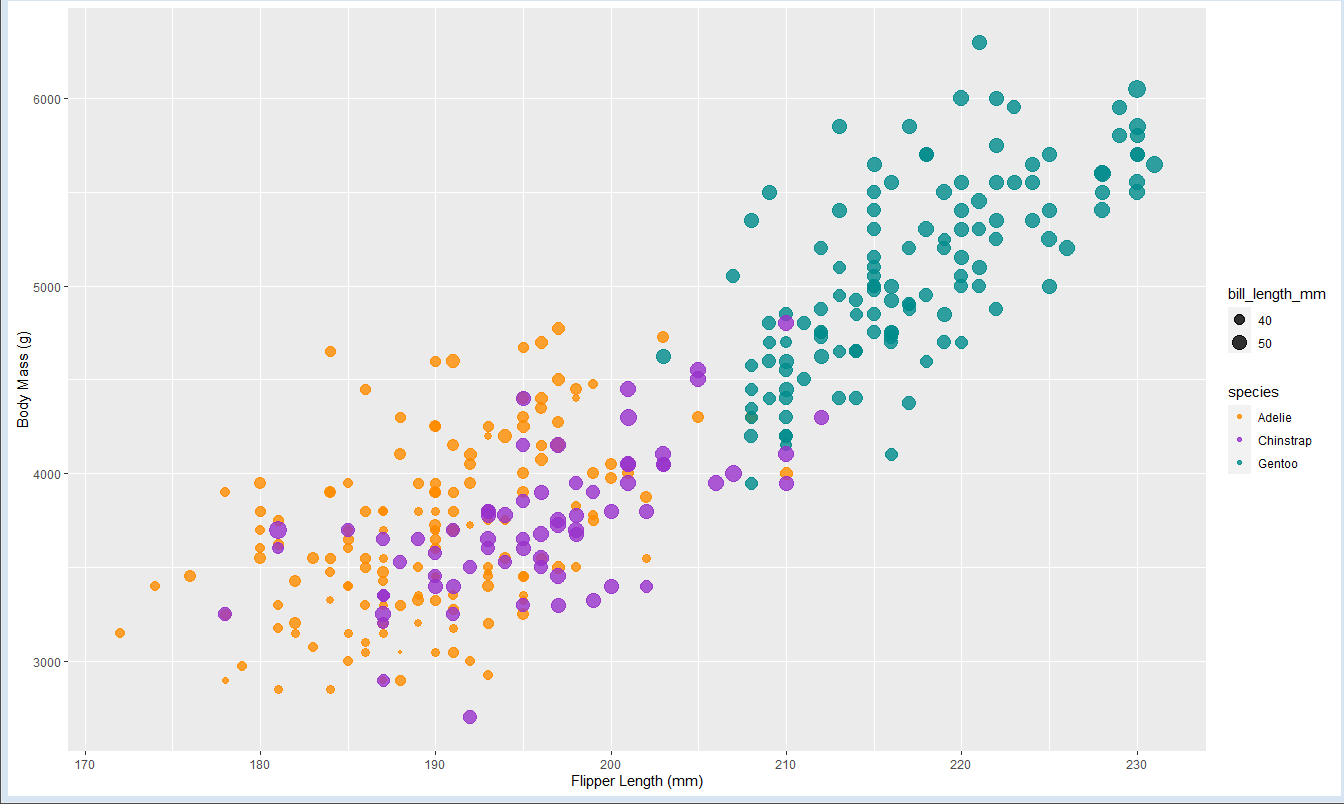 6000
5000
4000
3000
Body Mass (g)
170 180 190 200 210 220 230
Flipper Length (mm)
bill_length_mm
40
50
species
Adelie
Chinstrap
Gentoo